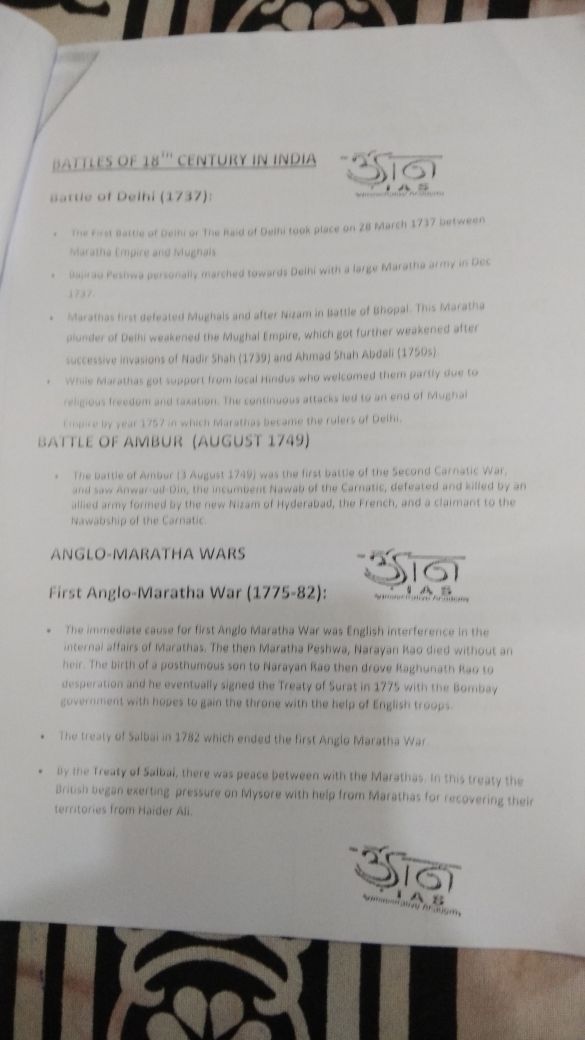 BATTLES OF 18TH CENTURY IN INDIA
ज्ञान
IAS
Administrative Academy
Battle of Delhi (1737):
• The First Battle of Delhi or The Raid of Delhi took place on 28 March 1737 between
Maratha Empire and Mughals
• Bajirao Peshwa personally marched towards Delhi with a large Maratha army in Dec
1737.
• Marathas first defeated Mughals and after Nizam in Battle of Bhopal. This Maratha
plunder of Delhi weakened the Mughal Empire, which got further weakened after
successive invasions of Nadir Shah (1739) and Ahmad Shah Abdali (1750s)
• While Marathas got support from local Hindus who welcomed them partly due to
religious freedom and taxation. The continuous attacks led to an end of Mughal
Empire by year 1757 in which Marathas became the rulers of Delhi.
BATTLE OF AMBUR (AUGUST 1749)
• The battle of Ambur (3 August 1749) was the first battle of the Second Carnatic War,
and saw Anwar-ud-Din, the incumbent Nawab of the Carnatic, defeated and killed by an
allied army formed by the new Nizam of Hyderabad, the French, and a claimant to the
Nawabship of the Carnatic.
ANGLO-MARATHA WARS
ज्ञान
IAS
Administrative Academy
First Anglo-Maratha War (1775-82):
• The immediate cause for first Anglo Maratha War was English interference in the
internal affairs of Marathas. The then Maratha Peshwa, Narayan Rao died without an
heir. The birth of a posthumous son to Narayan Rao then drove Raghunath Rao to
desperation and he eventually signed the Treaty of Surat in 1775 with the Bombay
government with hopes to gain the throne with the help of English troops.
• The treaty of Salbai in 1782 which ended the first Anglo Maratha War
• By the Treaty of Salbai, there was peace between with the Marathas. In this treaty the
British began exerting pressure on Mysore with help from Marathas for recovering their
territories from Haider Ali.
ज्ञान
IAS
Administrative Academy